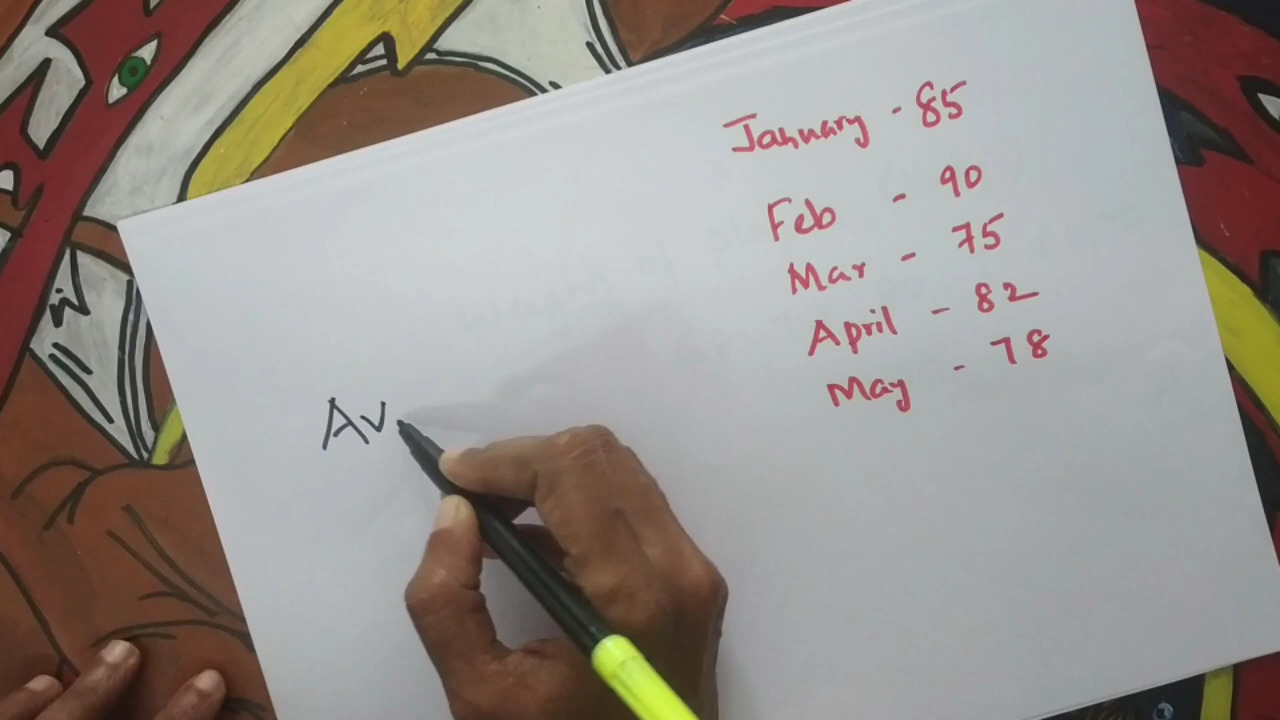 January - 85
Feb - 90
Mar - 75
April - 82
May - 78
Av